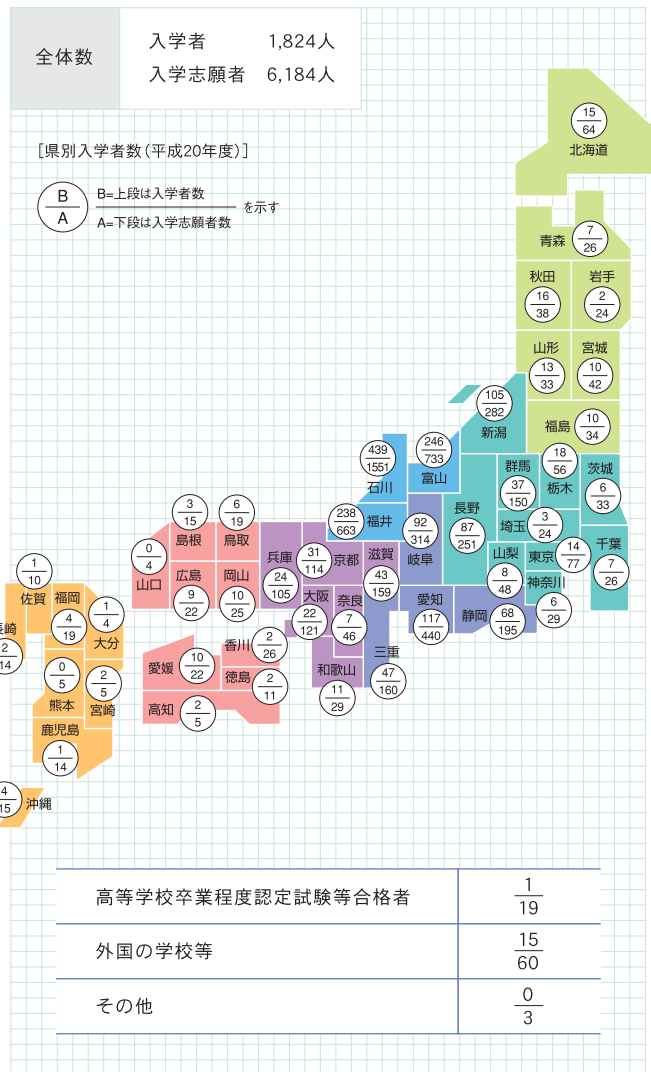 全体数
入学者 1,824人
入学志願者 6,184人
［県別入学者数（平成20年度）］
B
A
B=上段は入学者数
A=下段は入学志願者数
を示す
15
64
北海道
青森
7
26
秋田
16
38
岩手
2
24
山形
13
33
宮城
10
42
福島
10
34
105
282
新潟
246
733
富山
439
1551
石川
238
663
福井
群馬
37
150
18
56
栃木
茨城
6
33
埼玉
3
24
千葉
7
26
東京
14
77
神奈川
6
29
山梨
8
48
長野
87
251
92
314
岐阜
静岡
68
195
愛知
117
440
三重
47
160
滋賀
43
159
31
114
京都
兵庫
24
105
大阪
22
121
奈良
7
46
和歌山
11
29
6
19
鳥取
3
15
島根
岡山
10
25
広島
9
22
0
4
山口
香川
2
26
徳島
2
11
愛媛
10
22
高知
2
5
福岡
4
19
1
10
佐賀
長崎
2
14
1
4
大分
0
5
熊本
2
5
宮崎
鹿児島
1
14
4
15
沖縄
高等学校卒業程度認定試験等合格者
1
19
外国の学校等
15
60
その他
0
3